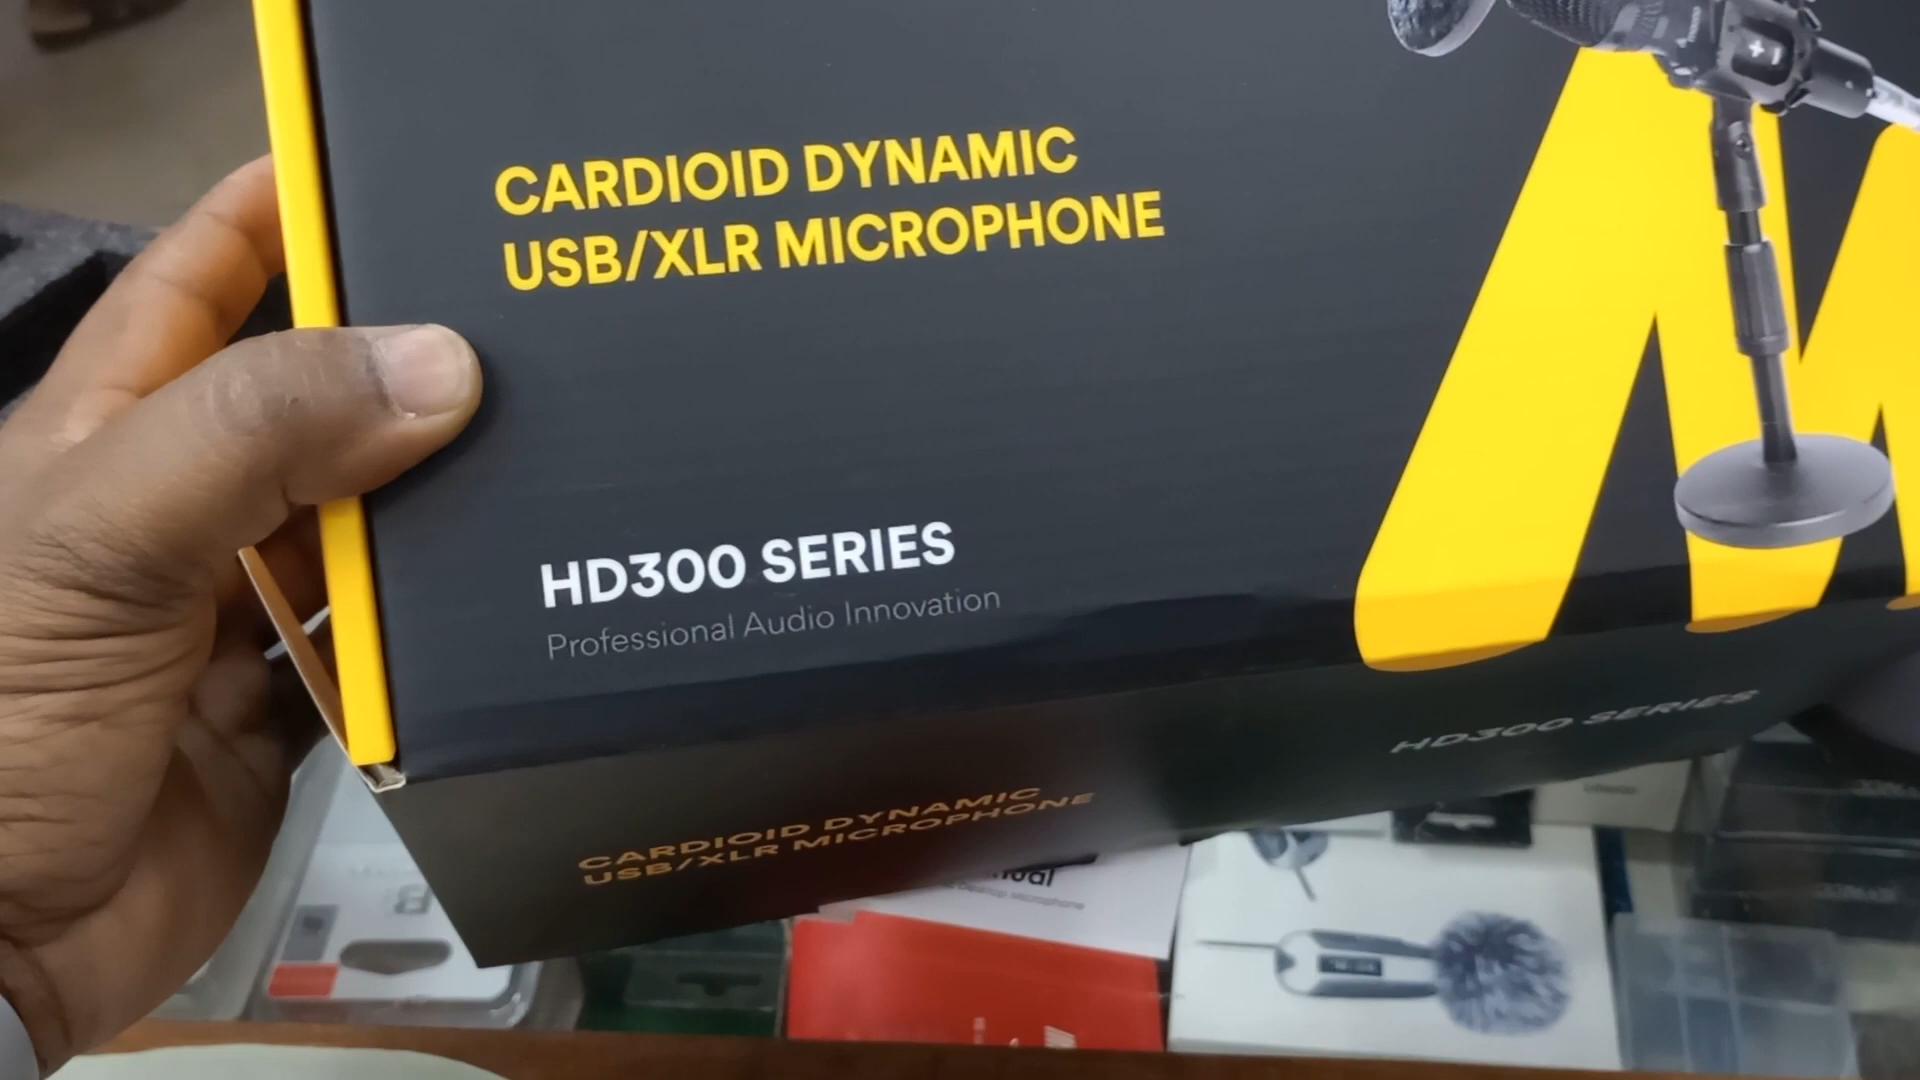 CARDIOID DYNAMIC
USB/XLR MICROPHONE
HD300 SERIES
Professional Audio Innovation
HD300 SERIES
CARDIOID DYNAMIC
USB/XLR MICROPHONE